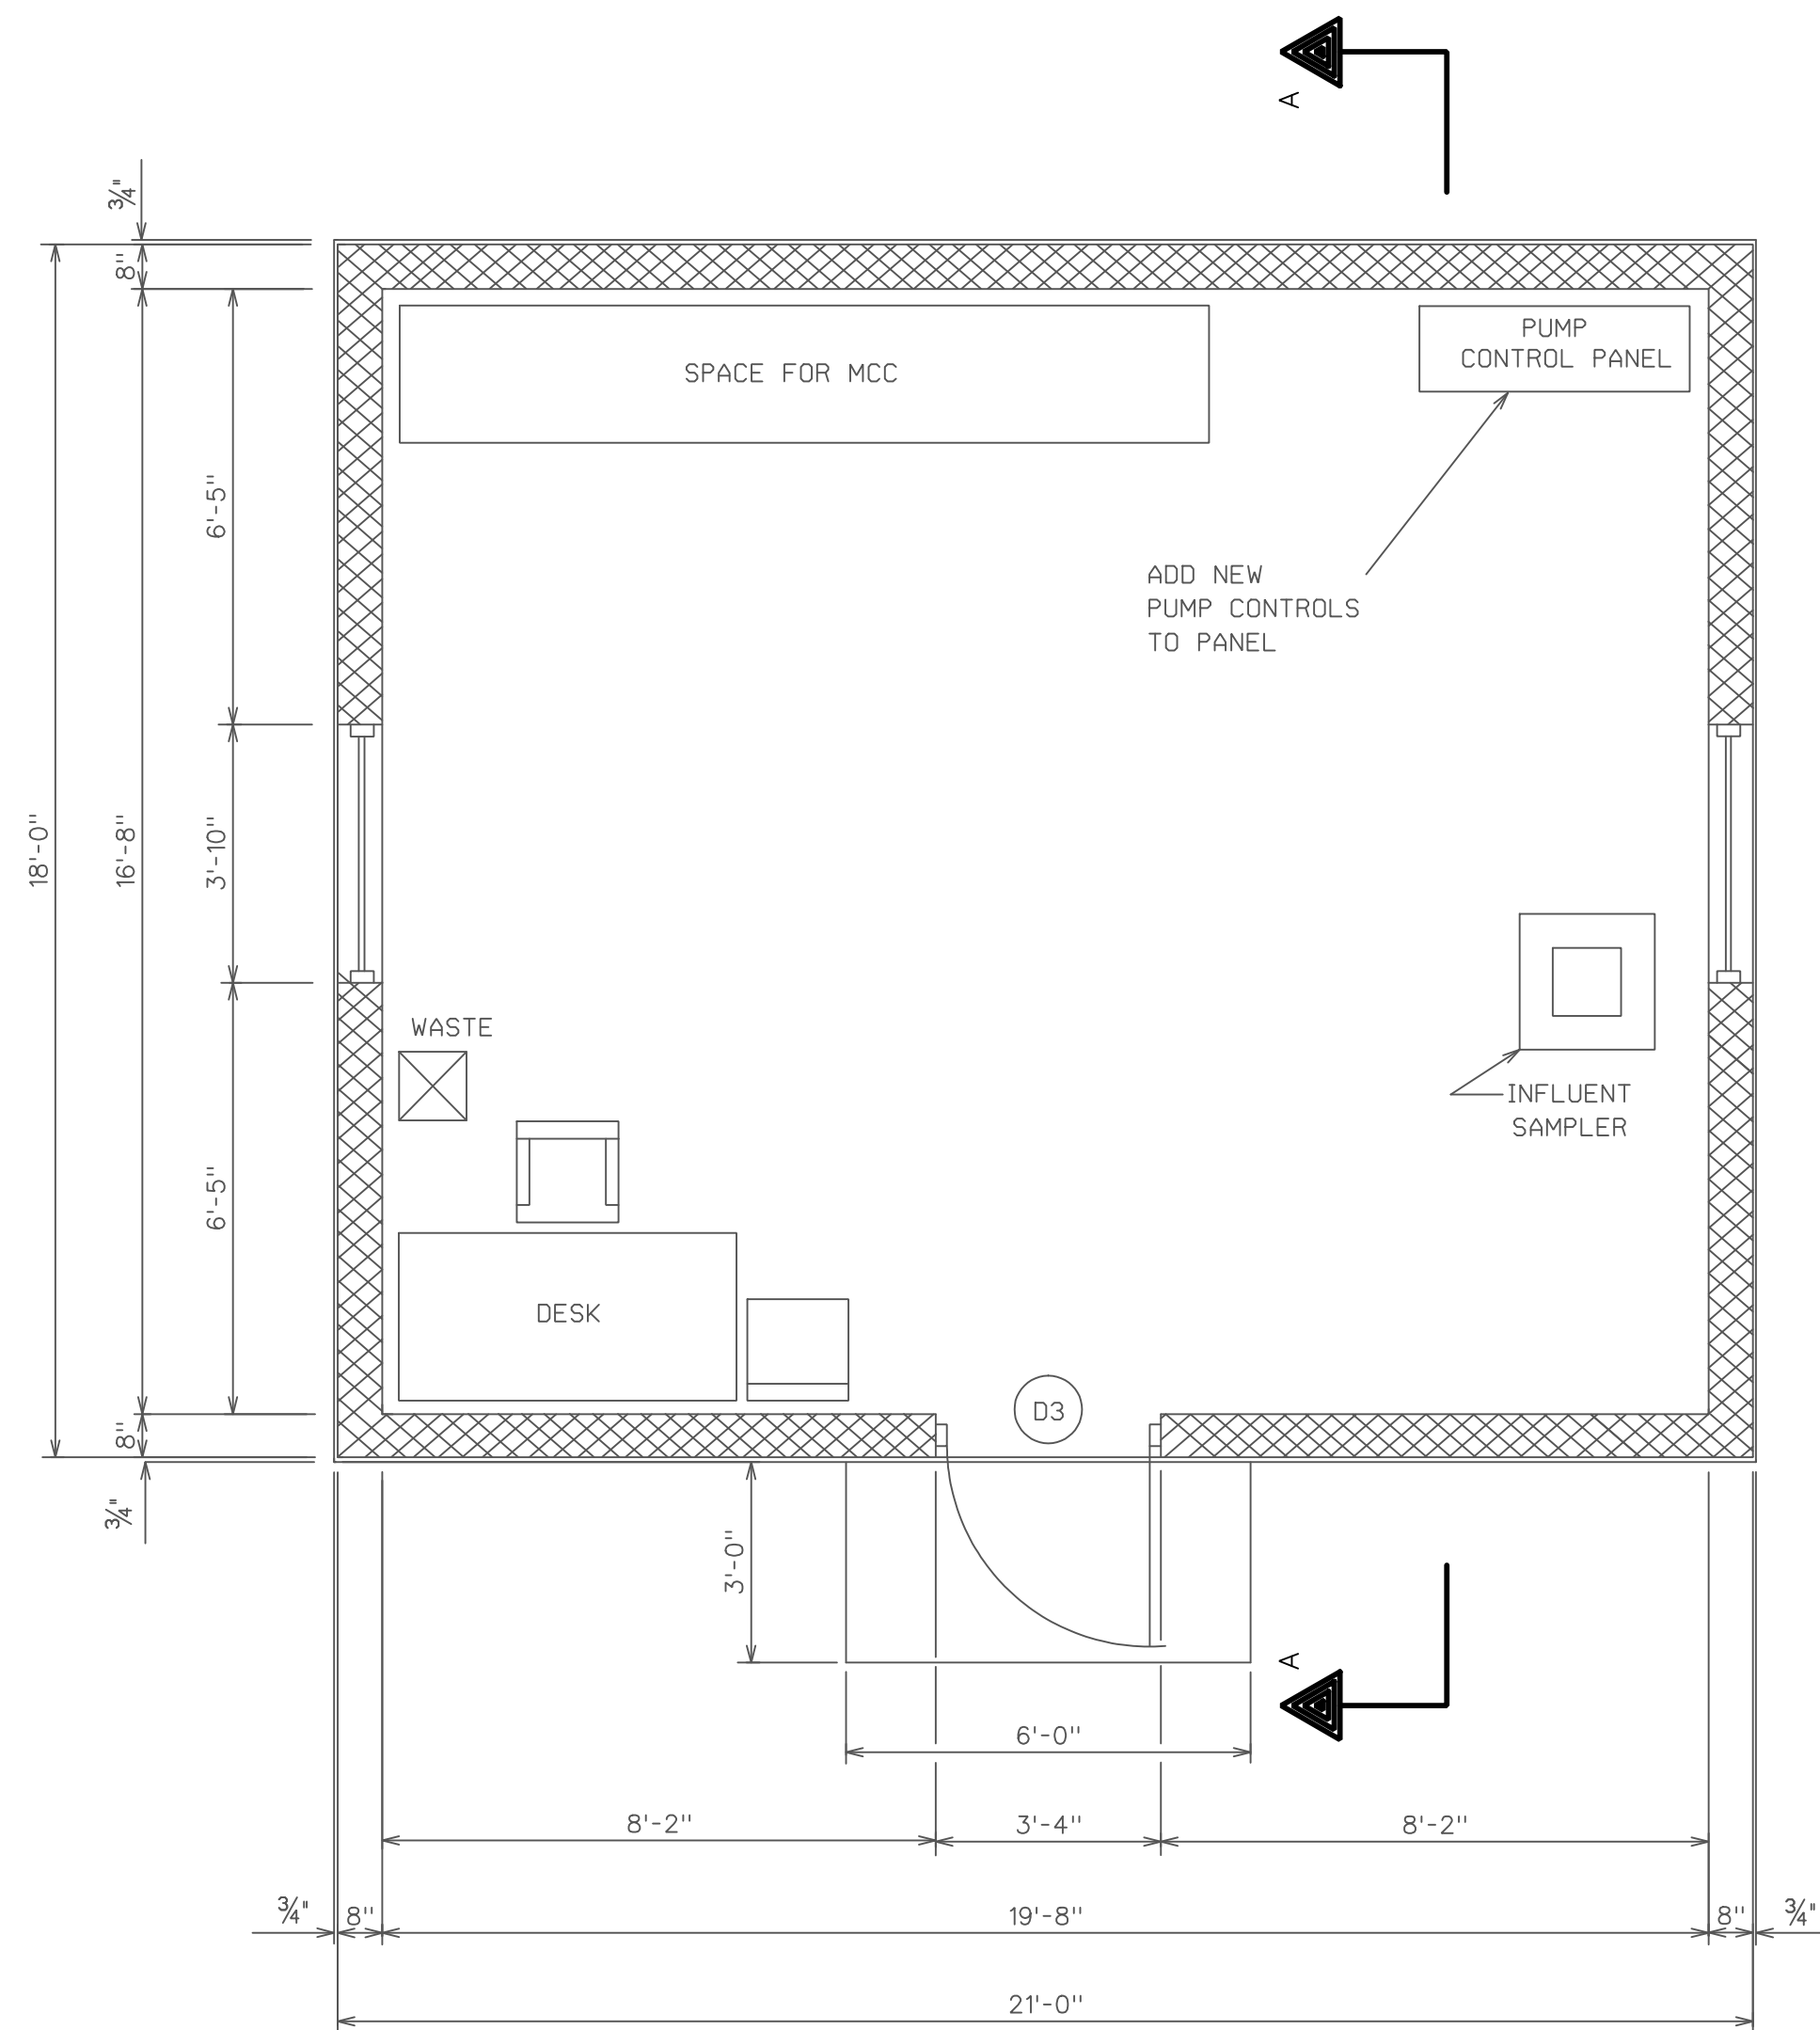 A
¾"
8"
PUMP
CONTROL PANEL
SPACE FOR MCC
6'-5"
ADD NEW
PUMP CONTROLS
TO PANEL
18'-0"
16'-8"
3'-10"
WASTE
INFLUENT
SAMPLER
6'-5"
DESK
D3
8"
¾"
3'-0"
A
6'-0"
8'-2"
3'-4"
8'-2"
¾"
8"
19'-8"
8"
¾"
21'-0"